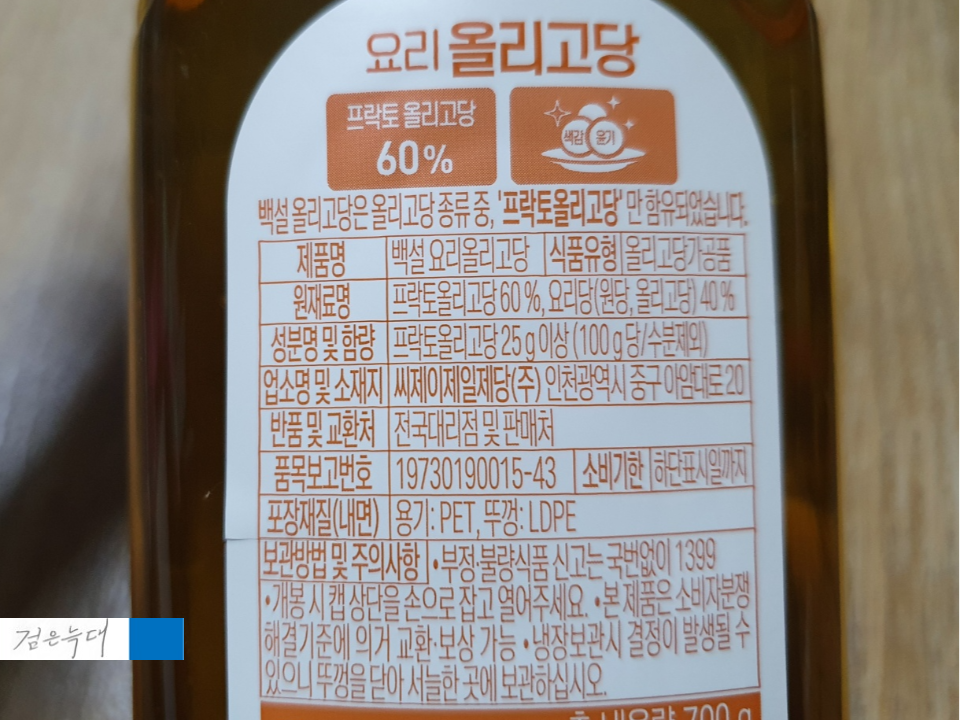 요리 올리고당
프락토 올리고당
60%
색감 윤기
백설 올리고당은 올리고당 종류 중, '프락토올리고당' 만 함유되었습니다.
제품명 백설 요리올리고당 식품유형 올리고당가공품
원재료명 프락토올리고당 60 %, 요리당(원당, 올리고당) 40 %
성분명 및 함량 프락토올리고당 25 g 이상 (100 g 당/수분제외)
업소명 및 소재지 씨제이제일제당(주) 인천광역시 중구 아암대로 20
반품 및 교환처 전국대리점 및 판매처
품목보고번호 19730190015-43 소비기한 하단표시일까지
포장재질(내면) 용기: PET, 뚜껑: LDPE
보관방법 및 주의사항 •부정·불량식품 신고는 국번없이 1399
•개봉 시 캡 상단을 손으로 잡고 열어주세요. •본 제품은 소비자분쟁
해결기준에 의거 교환·보상 가능 •냉장보관시 결정이 발생될 수
있으니 뚜껑을 닫아 서늘한 곳에 보관하십시오.
총 내용량 700 g
검은늑대